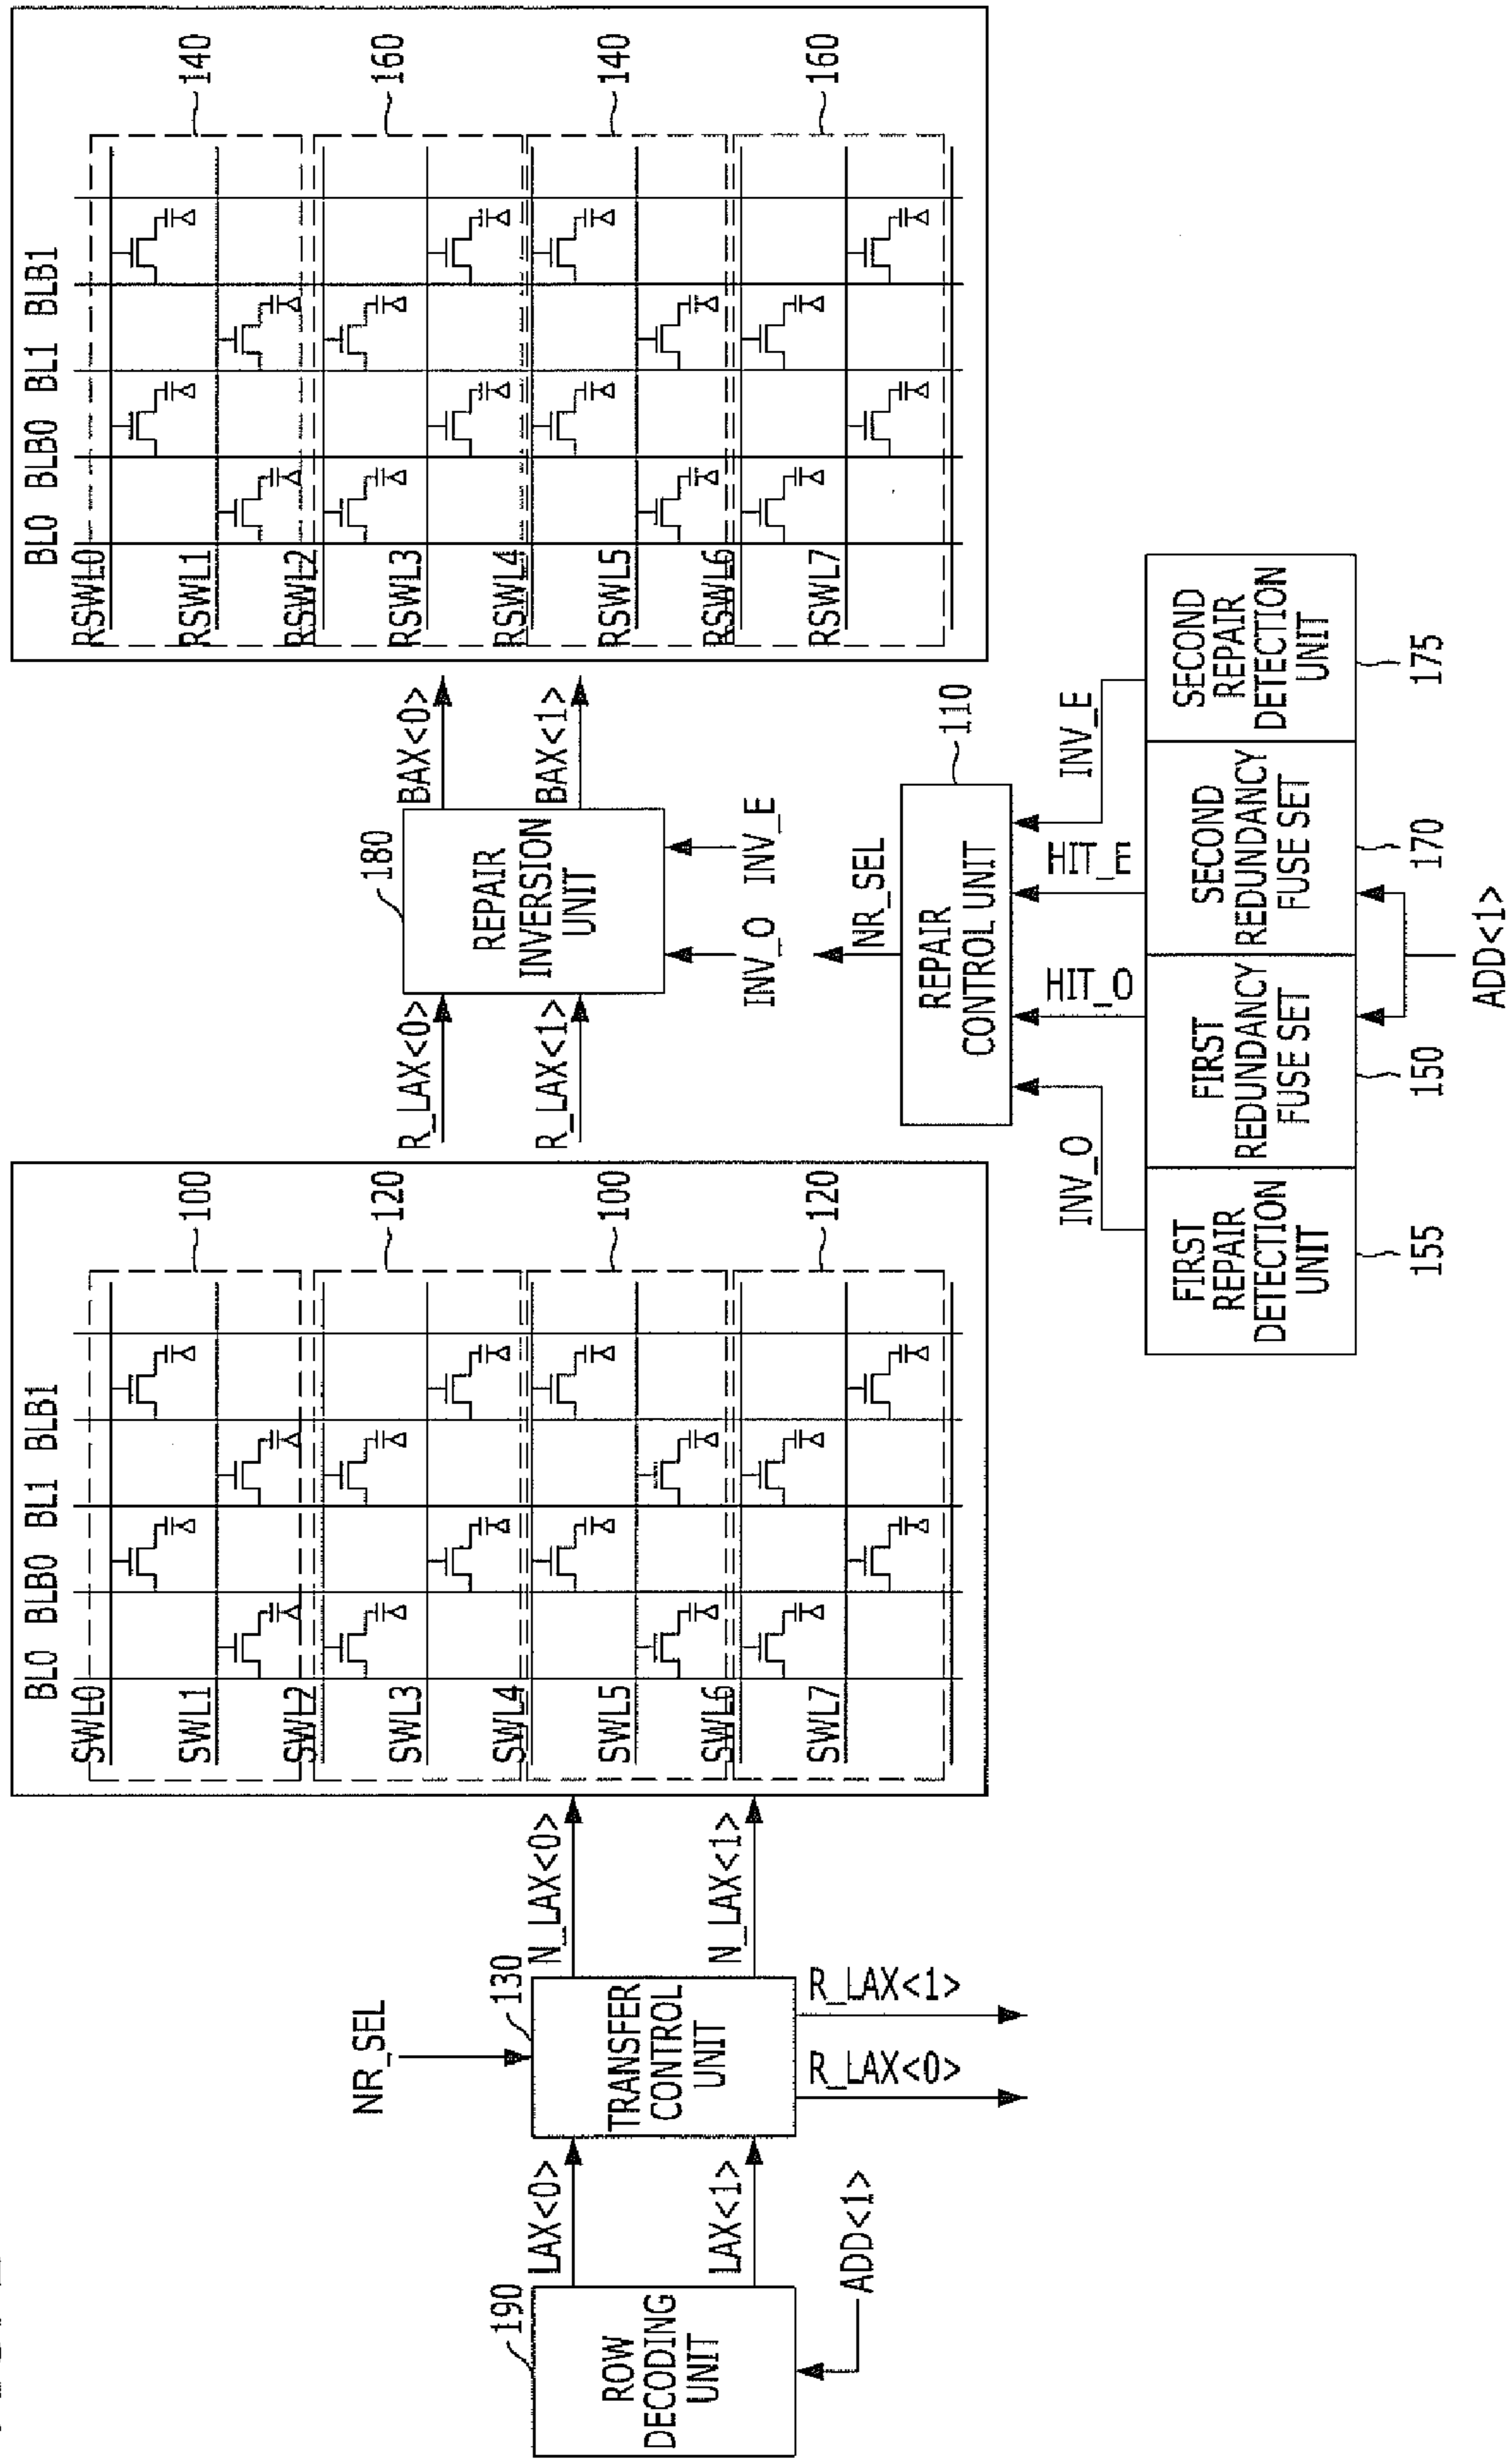 ROW
DECODING
UNIT
190
ADD<1>
LAX<0>
LAX<1>
NR_SEL
TRANSFER
CONTROL
UNIT
130
R_LAX<0>
R_LAX<1>
N_LAX<0>
N_LAX<1>
BL0 BLB0 BL1 BLB1
SWL0
SWL1
SWL2
SWL3
SWL4
SWL5
SWL6
SWL7
100
120
100
120
R_LAX<0>
R_LAX<1>
180
REPAIR
INVERSION
UNIT
INV_O INV_E
BAX<0>
BAX<1>
BL0 BLB0 BL1 BLB1
RSWL0
RSWL1
RSWL2
RSWL3
RSWL4
RSWL5
RSWL6
RSWL7
140
160
140
160
NR_SEL
REPAIR
CONTROL UNIT
110
INV_O
HIT_O
HIT_E
INV_E
FIRST
REPAIR
DETECTION
UNIT
FIRST
REDUNDANCY
FUSE SET
SECOND
REDUNDANCY
FUSE SET
SECOND
REPAIR
DETECTION
UNIT
155
150
170
175
ADD<1>